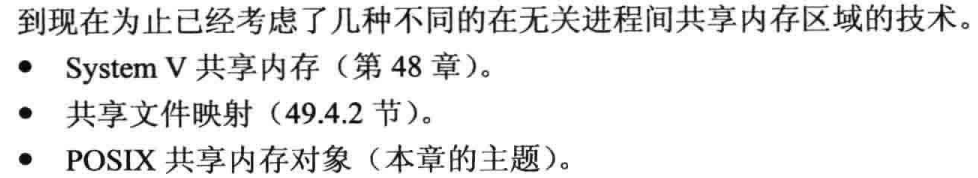 到现在为止已经考虑了几种不同的在无关进程间共享内存区域的技术。
● System V 共享内存（第 48 章）。
● 共享文件映射（49.4.2 节）。
● POSIX 共享内存对象（本章的主题）。